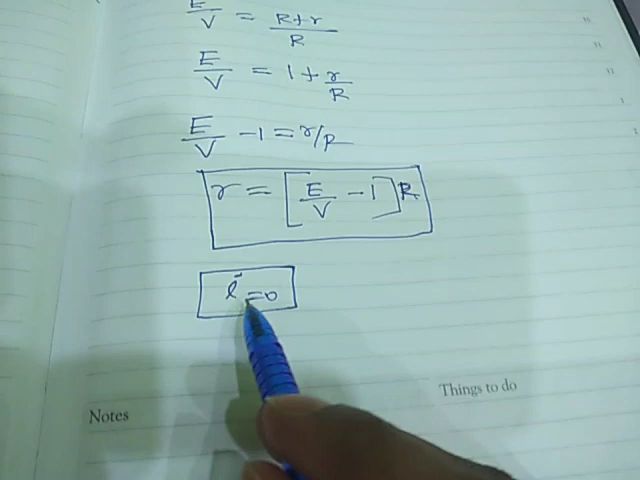 E/V = R+r/R
E/V = 1 + r/R
E/V - 1 = r/R
r = [E/V - 1] R
i = 0
Things to do
Notes